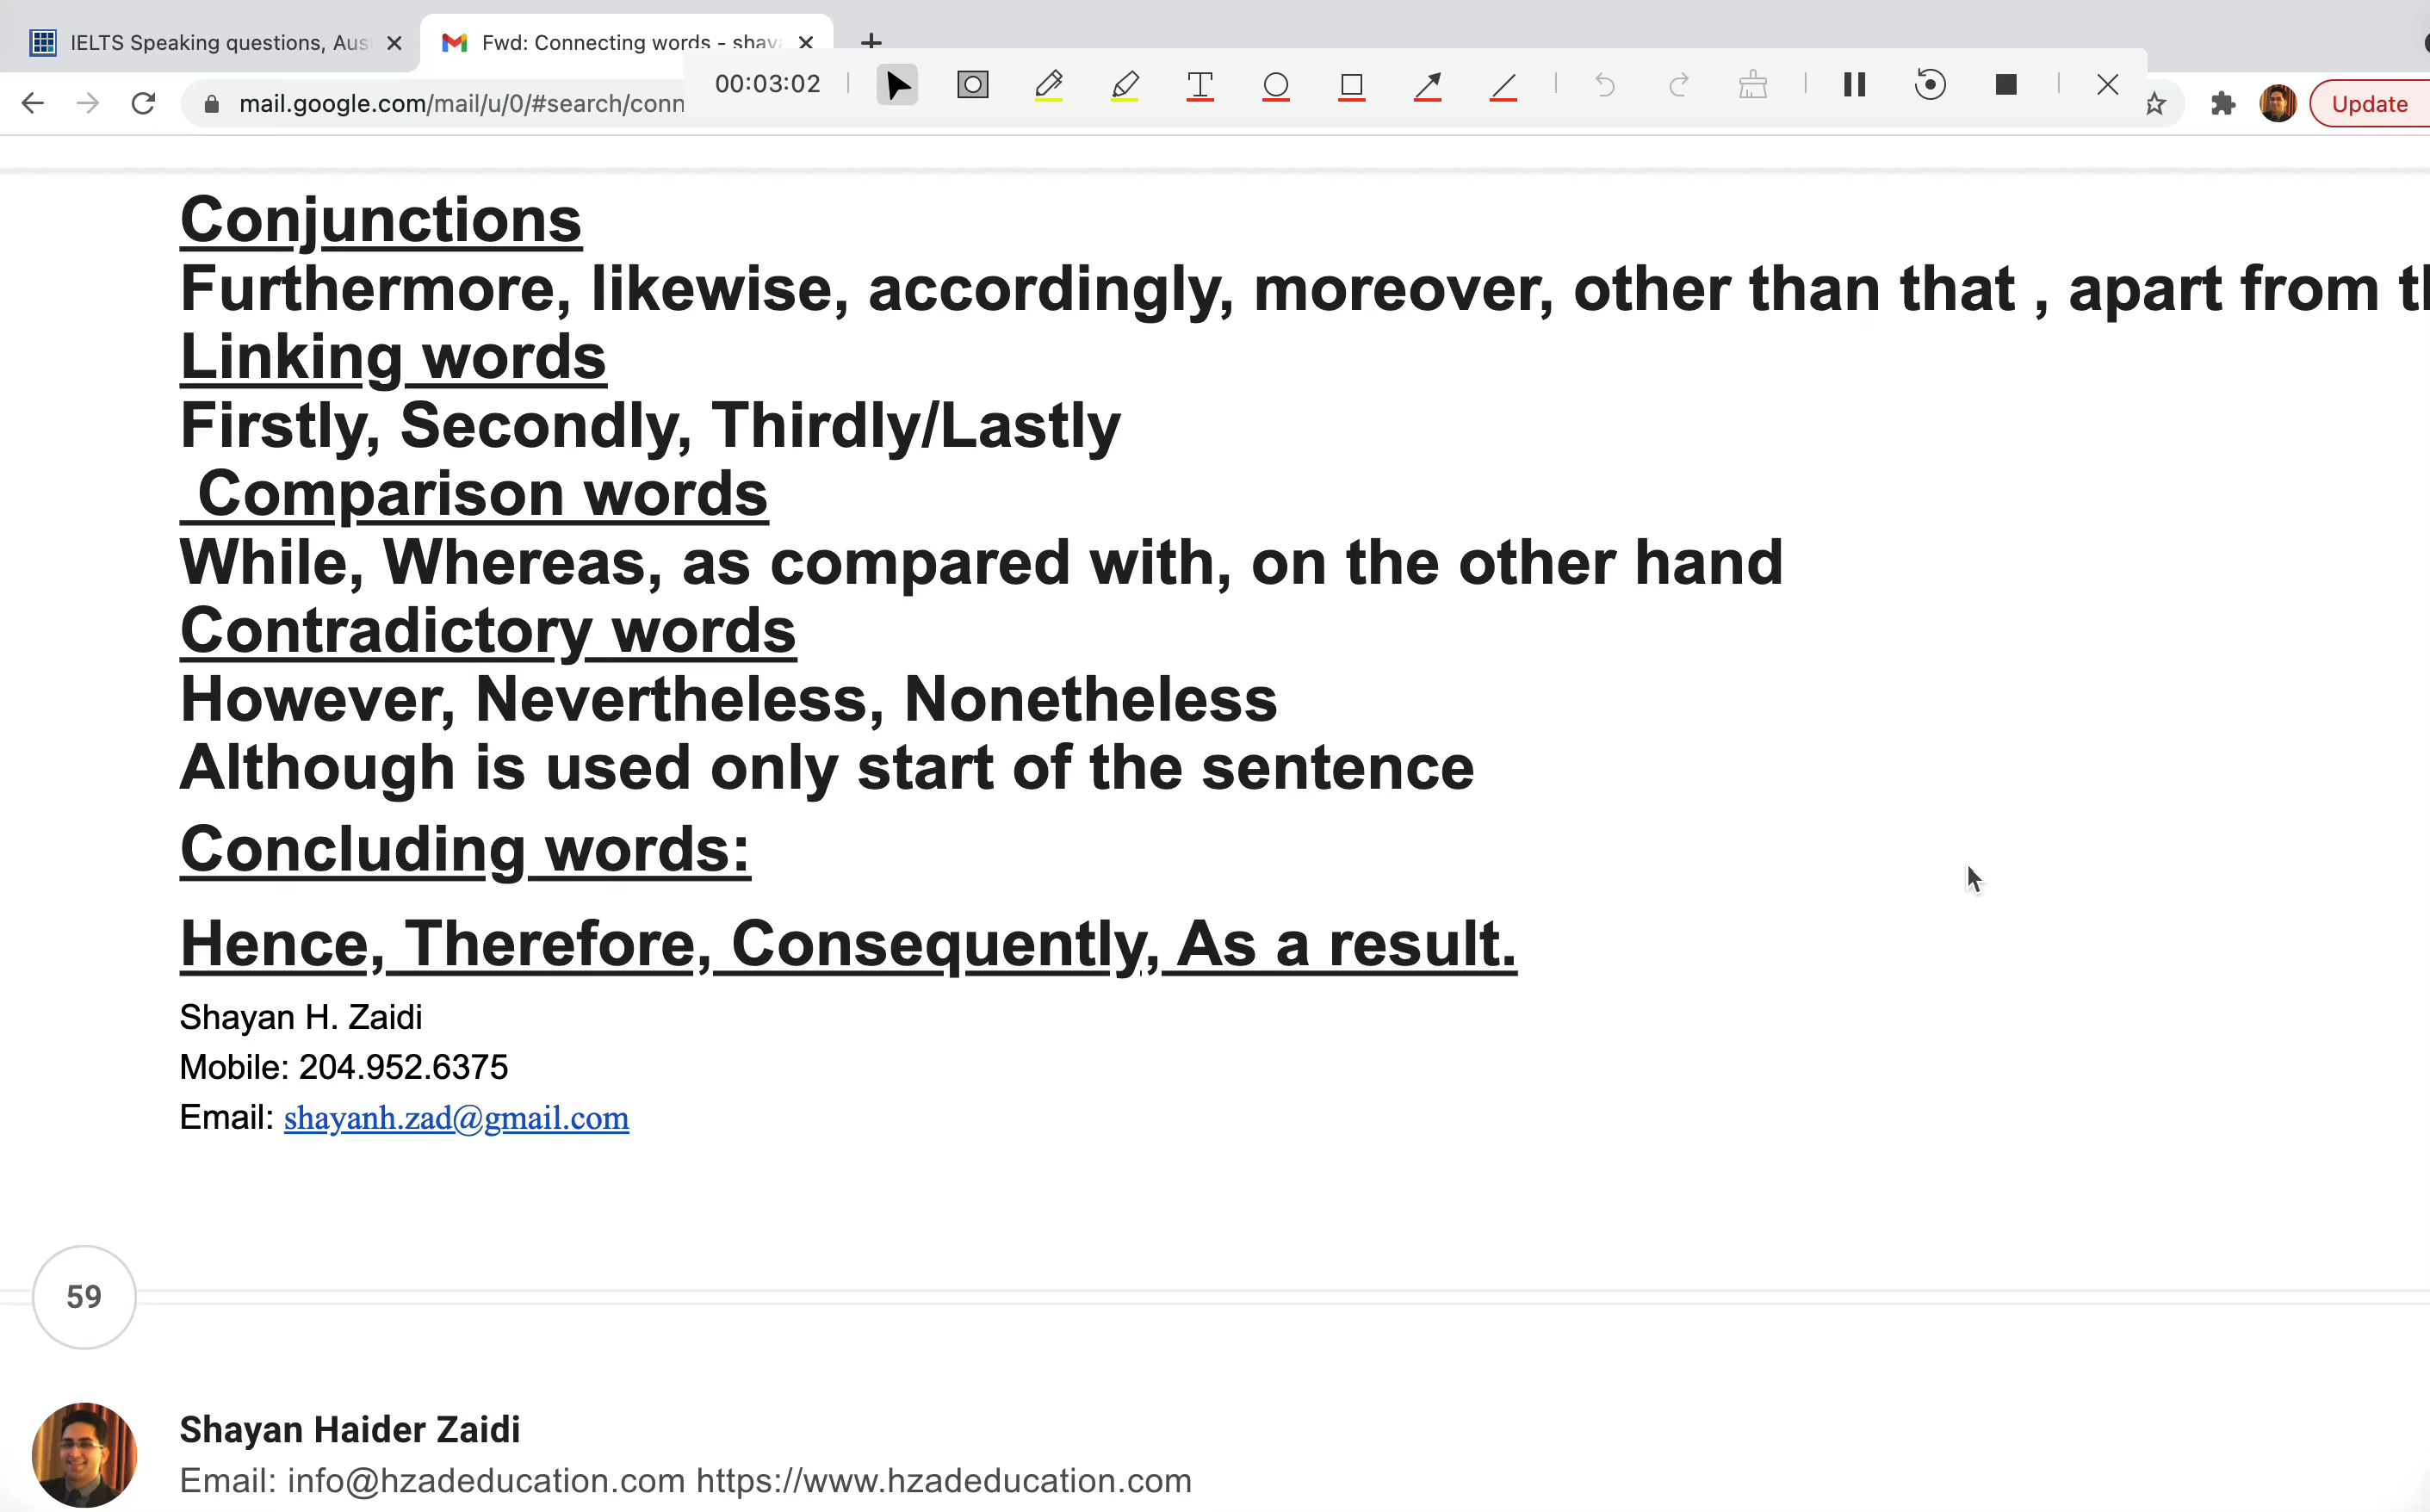 IELTS Speaking questions, Aus
Fwd: Connecting words - shaya
00:03:02
mail.google.com/mail/u/0/#search/conn
Update
Conjunctions
Furthermore, likewise, accordingly, moreover, other than that , apart from th
Linking words
Firstly, Secondly, Thirdly/Lastly
Comparison words
While, Whereas, as compared with, on the other hand
Contradictory words
However, Nevertheless, Nonetheless
Although is used only start of the sentence
Concluding words:
Hence, Therefore, Consequently, As a result.
Shayan H. Zaidi
Mobile: 204.952.6375
Email: shayanh.zad@gmail.com
59
Shayan Haider Zaidi
Email: info@hzadeducation.com https://www.hzadeducation.com